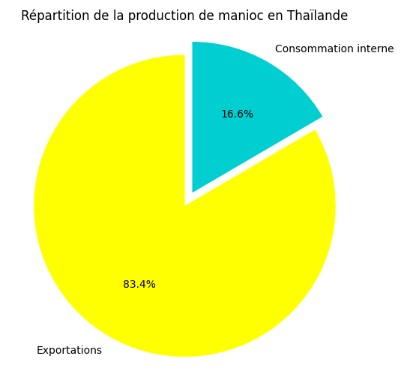 Répartition de la production de manioc en Thaïlande
Consommation interne
16.6%
83.4%
Exportations